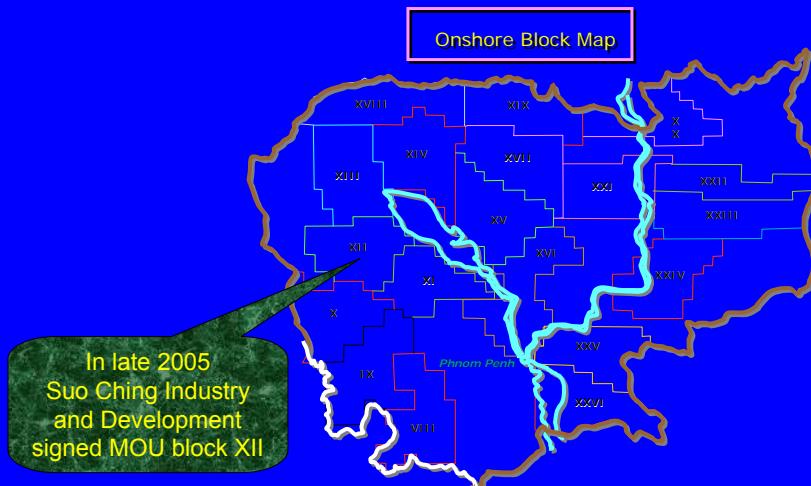 Onshore Block Map
XVIII
XIX
X
X
XIV
XVII
XIII
XXI
XXII
XXIII
XV
XII
XVI
XI
XXIV
X
XXV
Phnom Penh
IX
XXVI
VIII
In late 2005
Suo Ching Industry
and Development
signed MOU block XII